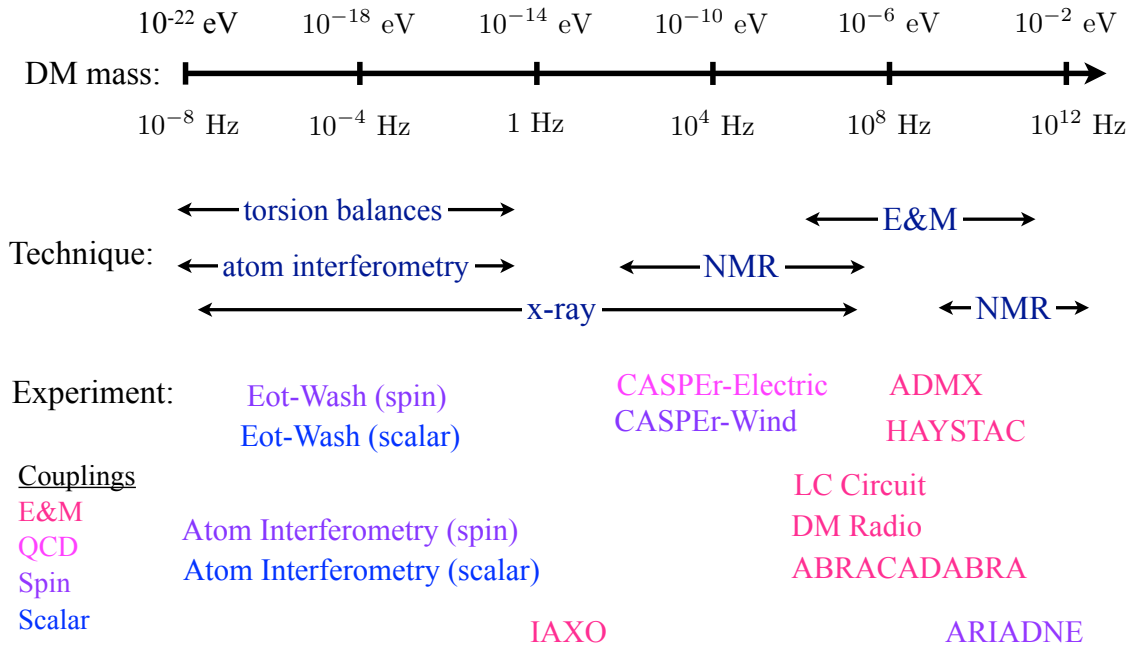 10⁻²² eV 10⁻¹⁸ eV 10⁻¹⁴ eV 10⁻¹⁰ eV 10⁻⁶ eV 10⁻² eV
DM mass:
10⁻⁸ Hz 10⁻⁴ Hz 1 Hz 10⁴ Hz 10⁸ Hz 10¹² Hz
torsion balances E&M
Technique:
atom interferometry NMR
x-ray NMR
Experiment:
Eot-Wash (spin) CASPEr-Electric ADMX
Eot-Wash (scalar) CASPEr-Wind HAYSTAC
Couplings
E&M
QCD
Spin
Scalar
LC Circuit
Atom Interferometry (spin) DM Radio
Atom Interferometry (scalar) ABRACADABRA
IAXO ARIADNE